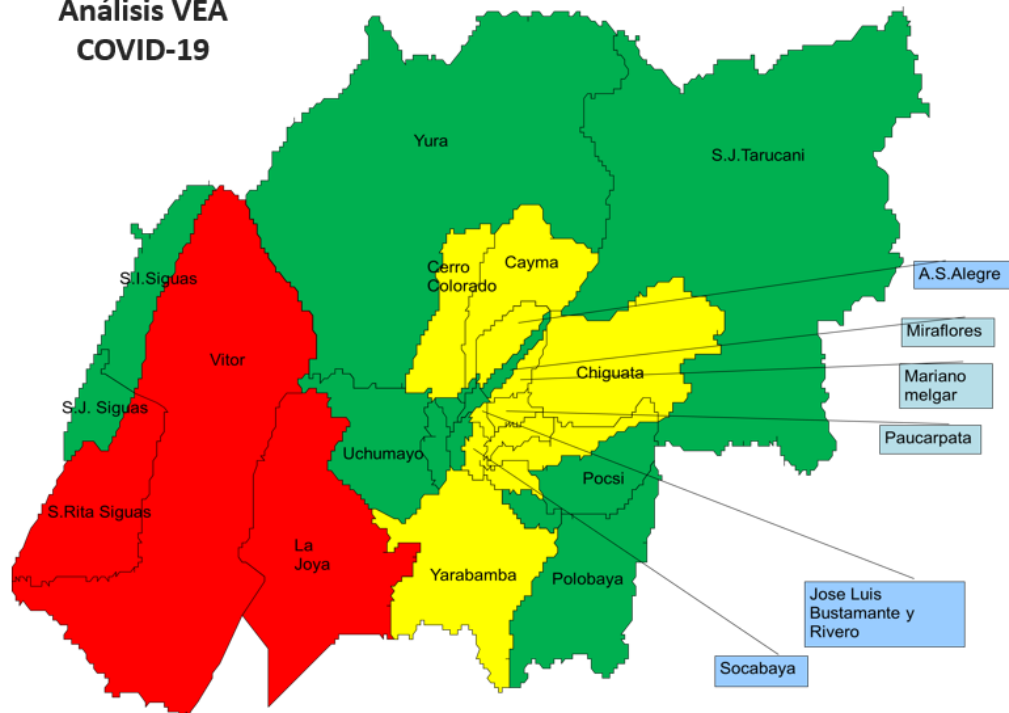 Análisis VEA
COVID-19
Yura
S.J.Tarucani
Cerro
Colorado
Cayma
S.I.Siguas
A.S.Alegre
Miraflores
Vitor
Chiguata
Mariano
melgar
S.J. Siguas
Paucarpata
Uchumayo
Pocsi
S.Rita Siguas
La
Joya
Yarabamba
Polobaya
Jose Luis
Bustamante y
Rivero
Socabaya